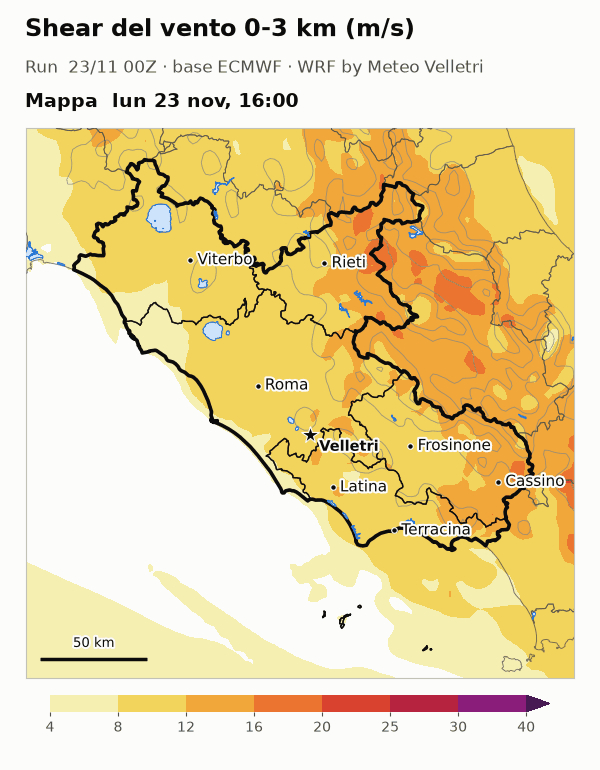 Shear del vento 0-3 km (m/s)
Run  23/11 00Z · base ECMWF · WRF by Meteo Velletri
Mappa  lun 23 nov, 16:00
Viterbo
Rieti
Roma
Velletri
Frosinone
Latina
Cassino
Terracina
50 km
4 8 12 16 20 25 30 40